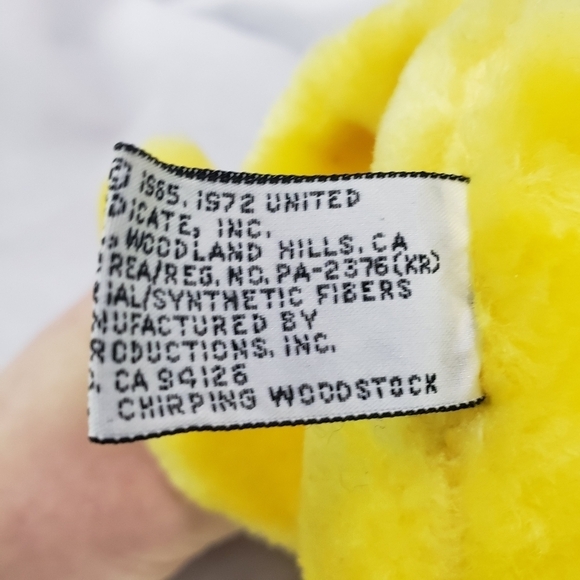 © 1965, 1972 UNITED
DICATE, INC.
WOODLAND HILLS, CA
REA/REG. NO. PA-2376(KR)
IAL/SYNTHETIC FIBERS
UFACTURED BY
RODUCTIONS, INC.
CA 94126
CHIRPING WOODSTOCK